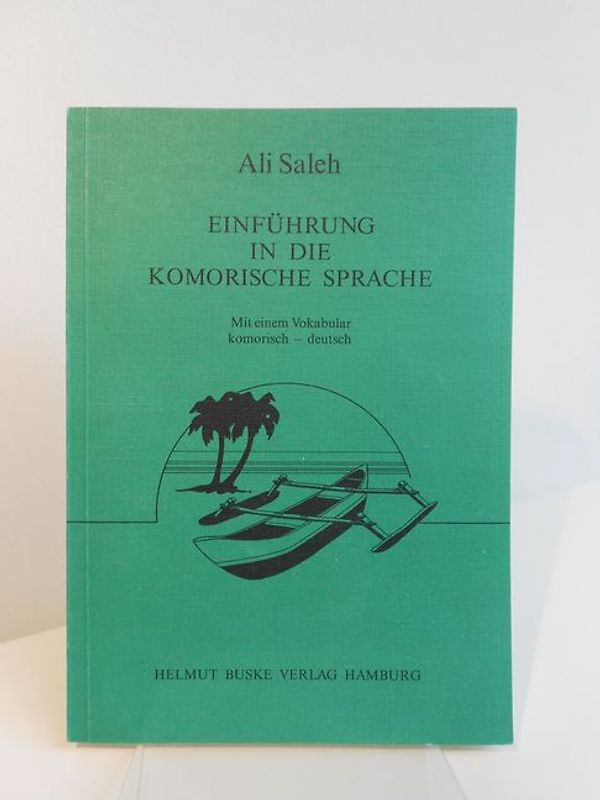 Ali Saleh
EINFÜHRUNG
IN DIE
KOMORISCHE SPRACHE
Mit einem Vokabular
komorisch – deutsch
HELMUT BUSKE VERLAG HAMBURG